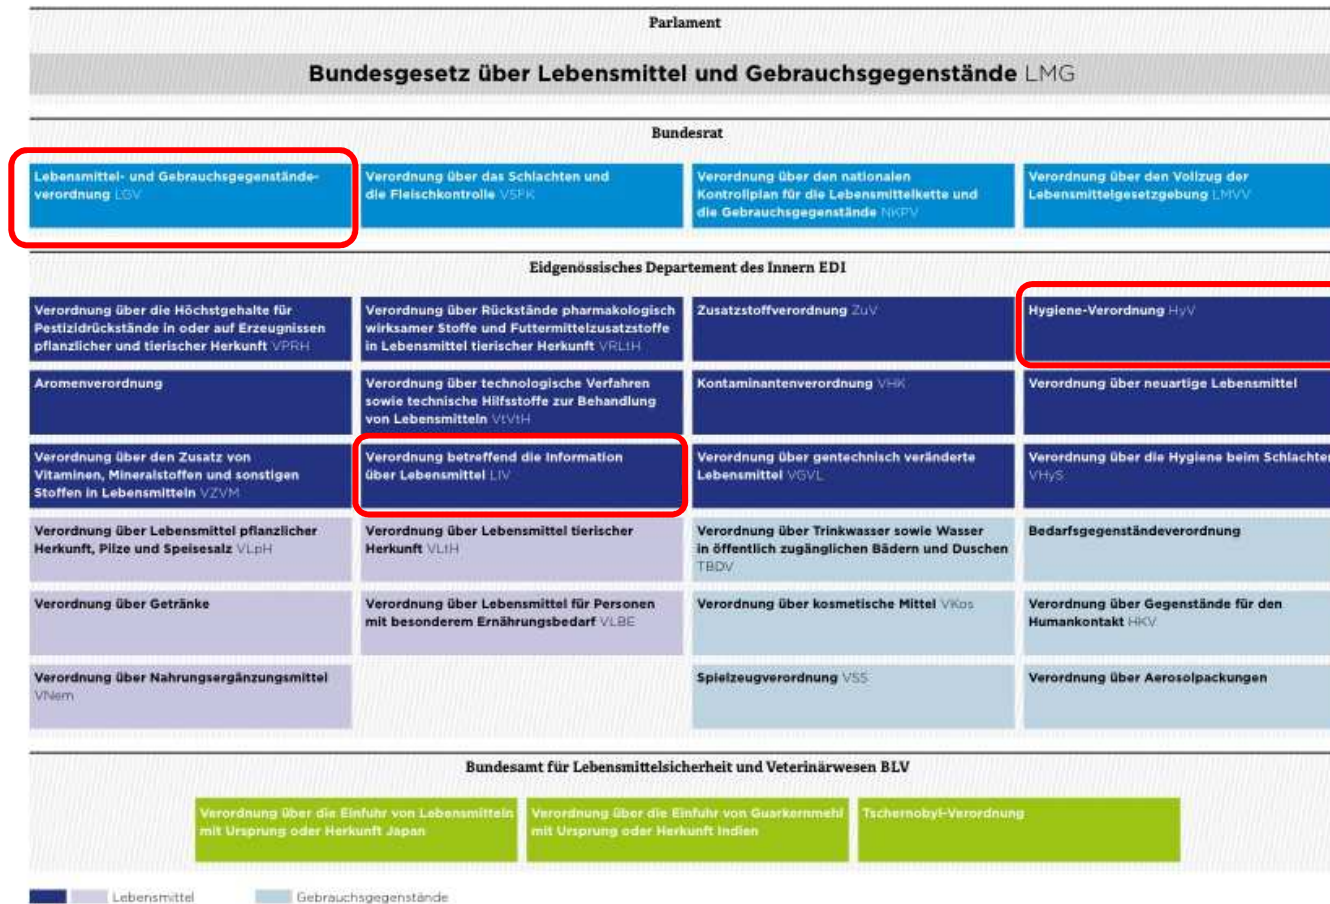 Parlament
Bundesgesetz über Lebensmittel und Gebrauchsgegenstände LMG
Bundesrat
Lebensmittel- und Gebrauchsgegenstände-
verordnung LGV
Verordnung über das Schlachten und
die Fleischkontrolle VSFK
Verordnung über den nationalen
Kontrollplan für die Lebensmittelkette und
die Gebrauchsgegenstände NKPV
Verordnung über den Vollzug der
Lebensmittelgesetzgebung LMVV
Eidgenössisches Departement des Innern EDI
Verordnung über die Höchstgehalte für
Pestizidrückstände in oder auf Erzeugnissen
pflanzlicher und tierischer Herkunft VPRH
Verordnung über Rückstände pharmakologisch
wirksamer Stoffe und Futtermittelzusatzstoffe
in Lebensmittel tierischer Herkunft VRLtH
Zusatzstoffverordnung ZuV
Hygiene-Verordnung HyV
Aromenverordnung
Verordnung über technologische Verfahren
sowie technische Hilfsstoffe zur Behandlung
von Lebensmitteln VtVtH
Kontaminantenverordnung VHK
Verordnung über neuartige Lebensmittel
Verordnung über den Zusatz von
Vitaminen, Mineralstoffen und sonstigen
Stoffen in Lebensmitteln VZVM
Verordnung betreffend die Information
über Lebensmittel LIV
Verordnung über gentechnisch veränderte
Lebensmittel VGVL
Verordnung über die Hygiene beim Schlachten
VHyS
Verordnung über Lebensmittel pflanzlicher
Herkunft, Pilze und Speisesalz VLpH
Verordnung über Lebensmittel tierischer
Herkunft VLtH
Verordnung über Trinkwasser sowie Wasser
in öffentlich zugänglichen Bädern und Duschen
TBDV
Bedarfsgegenständeverordnung
Verordnung über Getränke
Verordnung über Lebensmittel für Personen
mit besonderem Ernährungsbedarf VLBE
Verordnung über kosmetische Mittel VKos
Verordnung über Gegenstände für den
Humankontakt HKV
Verordnung über Nahrungsergänzungsmittel
VNem
Spielzeugverordnung VSS
Verordnung über Aerosolpackungen
Bundesamt für Lebensmittelsicherheit und Veterinärwesen BLV
Verordnung über die Einfuhr von Lebensmitteln
mit Ursprung oder Herkunft Japan
Verordnung über die Einfuhr von Guarkernmehl
mit Ursprung oder Herkunft Indien
Tschernobyl-Verordnung
Lebensmittel
Gebrauchsgegenstände